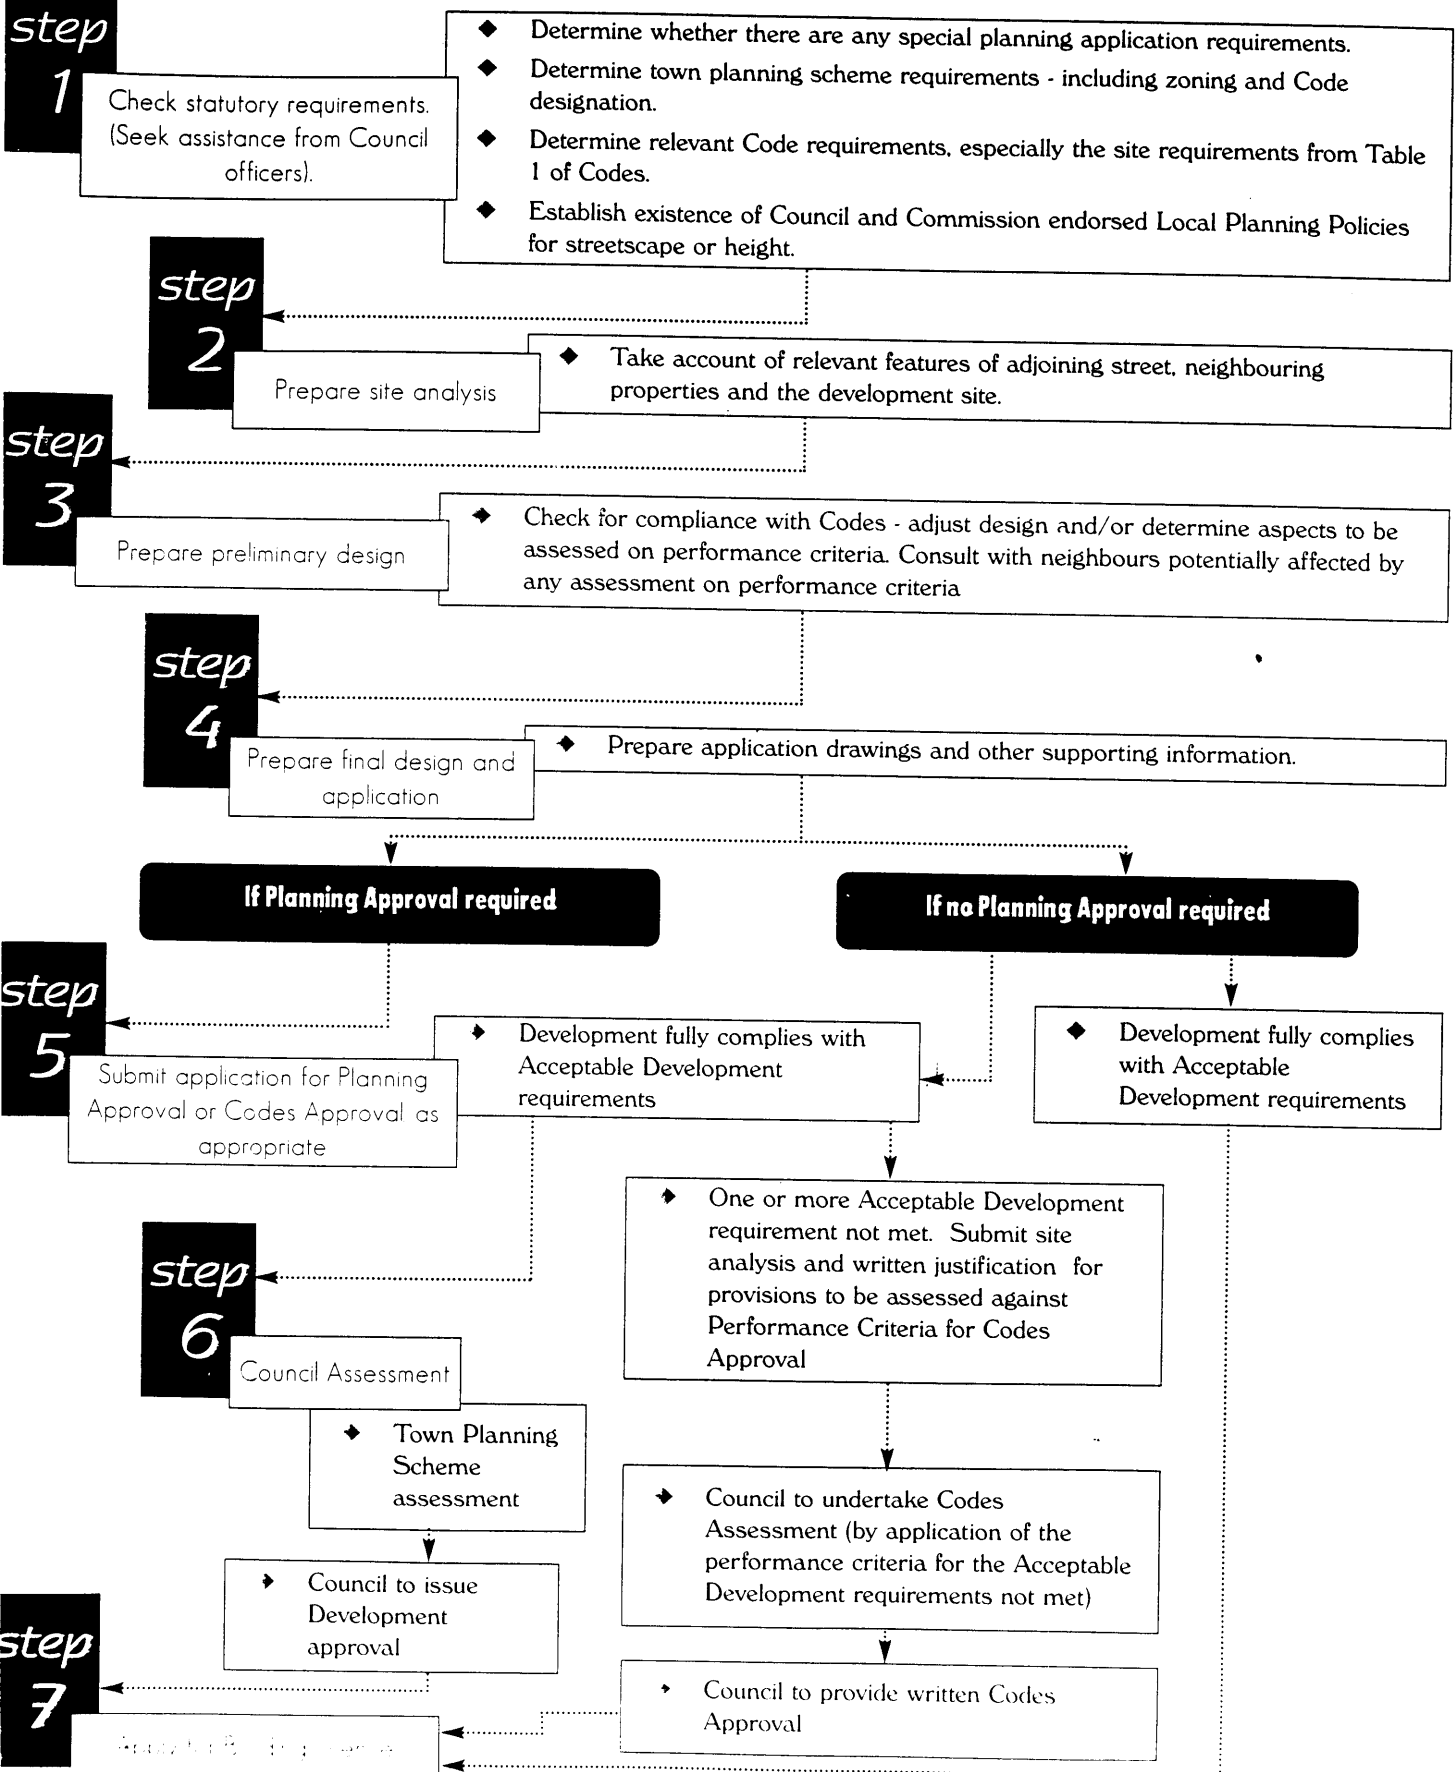 step
1
Check statutory requirements.
(Seek assistance from Council
officers).
◆ Determine whether there are any special planning application requirements.
◆ Determine town planning scheme requirements - including zoning and Code
designation.
◆ Determine relevant Code requirements, especially the site requirements from Table
1 of Codes.
◆ Establish existence of Council and Commission endorsed Local Planning Policies
for streetscape or height.
step
2
Prepare site analysis
◆ Take account of relevant features of adjoining street, neighbouring
properties and the development site.
step
3
Prepare preliminary design
◆ Check for compliance with Codes - adjust design and/or determine aspects to be
assessed on performance criteria. Consult with neighbours potentially affected by
any assessment on performance criteria
step
4
Prepare final design and
application
◆ Prepare application drawings and other supporting information.
If Planning Approval required
If no Planning Approval required
step
5
Submit application for Planning
Approval or Codes Approval as
appropriate
◆ Development fully complies with
Acceptable Development
requirements
◆ Development fully complies
with Acceptable
Development requirements
◆ One or more Acceptable Development
requirement not met. Submit site
analysis and written justification for
provisions to be assessed against
Performance Criteria for Codes
Approval
step
6
Council Assessment
◆ Town Planning
Scheme
assessment
◆ Council to undertake Codes
Assessment (by application of the
performance criteria for the Acceptable
Development requirements not met)
◆ Council to issue
Development
approval
◆ Council to provide written Codes
Approval
step
7
Apply for